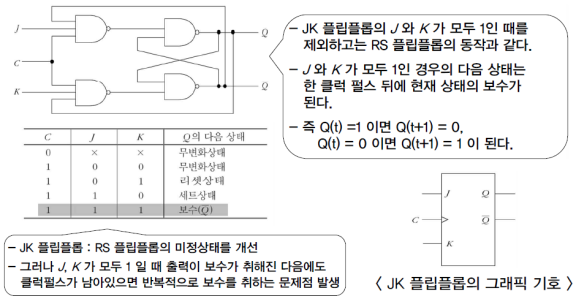 J
C
K
Q
Q
– JK 플립플롭의 J 와 K 가 모두 1인 때를
제외하고는 RS 플립플롭의 동작과 같다.
– J 와 K 가 모두 1인 경우의 다음 상태는
한 클럭 펄스 뒤에 현재 상태의 보수가
된다.
– 즉 Q(t) =1 이면 Q(t+1) = 0,
Q(t) = 0 이면 Q(t+1) = 1 이 된다.
C J K Q의 다음 상태
0 × × 무변화상태
1 0 0 무변화상태
1 0 1 리셋상태
1 1 0 세트상태
1 1 1 보수(Q)
– JK 플립플롭 : RS 플립플롭의 미정상태를 개선
– 그러나 J, K 가 모두 1 일 때 출력이 보수가 취해진 다음에도
클럭펄스가 남아있으면 반복적으로 보수를 취하는 문제점 발생
J Q
C Q̅
K
〈 JK 플립플롭의 그래픽 기호 〉